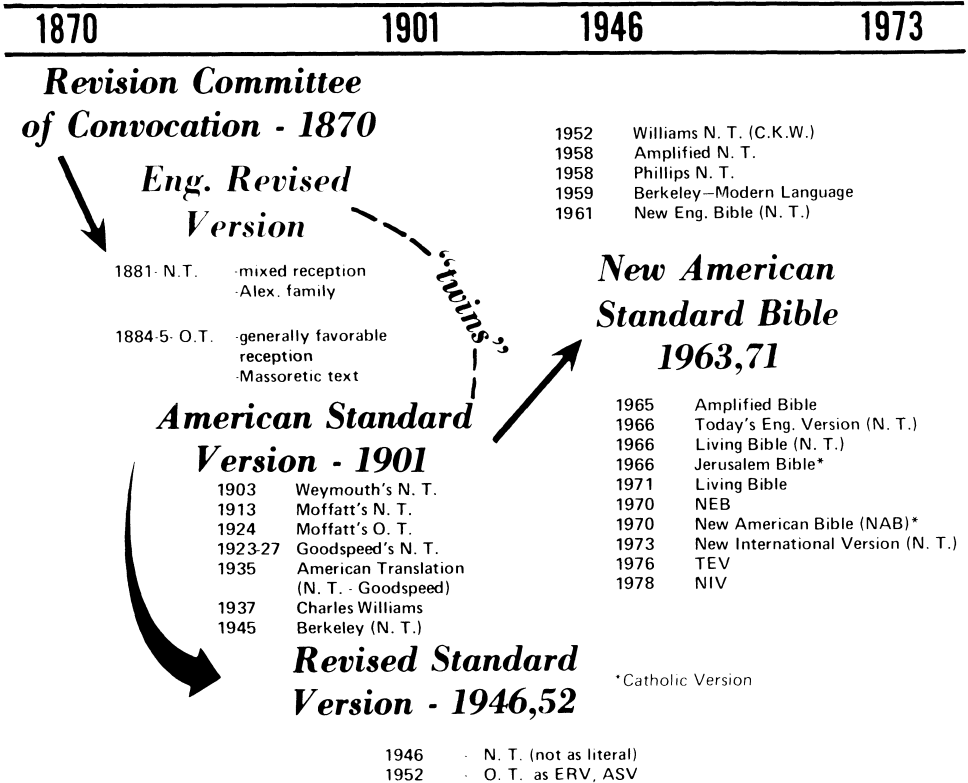 1870 1901 1946 1973
Revision Committee
of Convocation - 1870
Eng. Revised
Version
1881- N.T. -mixed reception
-Alex. family
1884-5- O.T. -generally favorable
reception
-Massoretic text
"twins"
American Standard
Version - 1901
1903 Weymouth's N. T.
1913 Moffatt's N. T.
1924 Moffatt's O. T.
1923-27 Goodspeed's N. T.
1935 American Translation
(N. T. - Goodspeed)
1937 Charles Williams
1945 Berkeley (N. T.)
Revised Standard
Version - 1946,52
1946 - N. T. (not as literal)
1952 - O. T. as ERV, ASV
1952 Williams N. T. (C.K.W.)
1958 Amplified N. T.
1958 Phillips N. T.
1959 Berkeley—Modern Language
1961 New Eng. Bible (N. T.)
New American
Standard Bible
1963,71
1965 Amplified Bible
1966 Today's Eng. Version (N. T.)
1966 Living Bible (N. T.)
1966 Jerusalem Bible*
1971 Living Bible
1970 NEB
1970 New American Bible (NAB)*
1973 New International Version (N. T.)
1976 TEV
1978 NIV
*Catholic Version